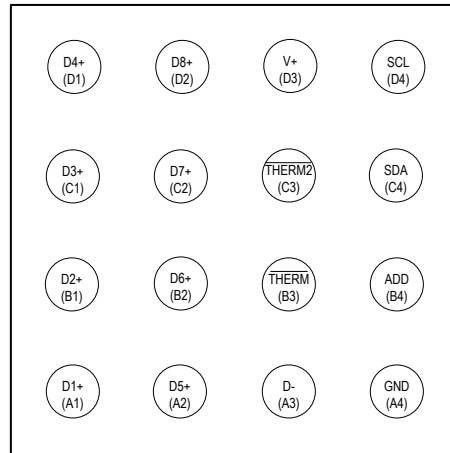 D4+
(D1)
D8+
(D2)
V+
(D3)
SCL
(D4)
D3+
(C1)
D7+
(C2)
THERM2
(C3)
SDA
(C4)
D2+
(B1)
D6+
(B2)
THERM
(B3)
ADD
(B4)
D1+
(A1)
D5+
(A2)
D-
(A3)
GND
(A4)